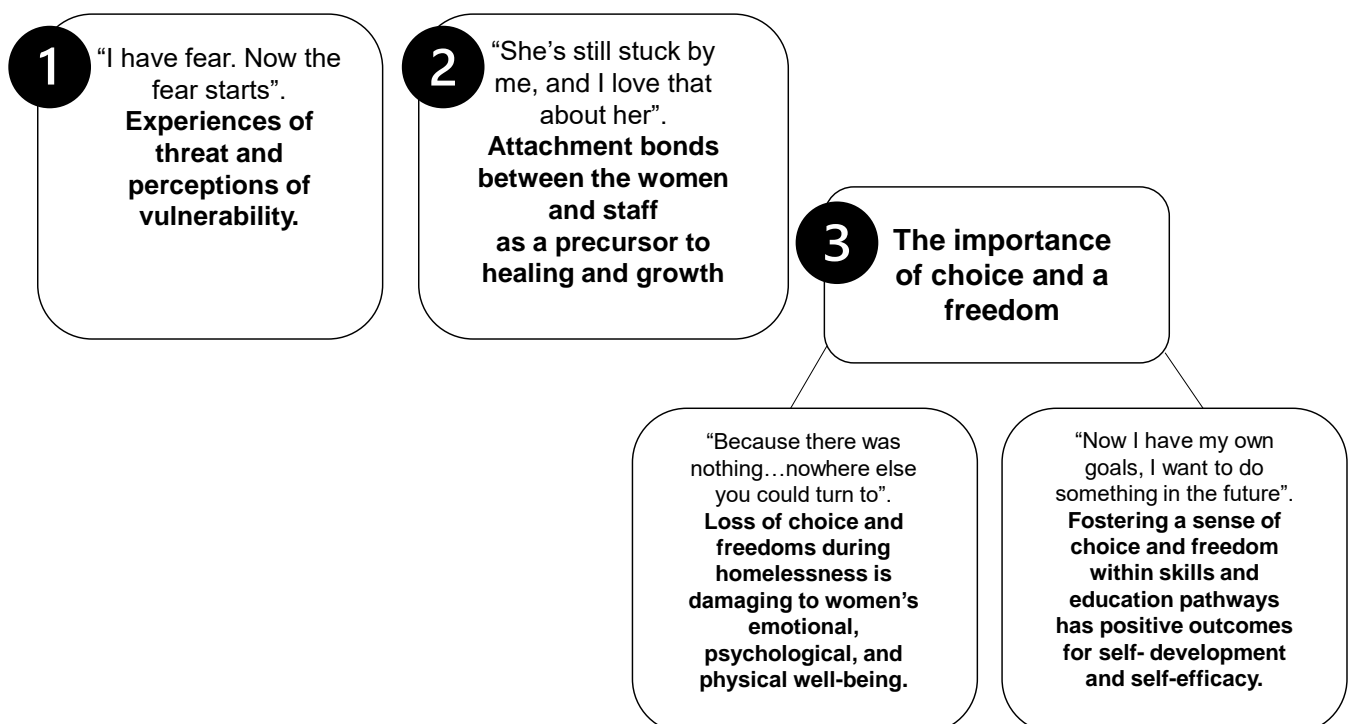 1
“I have fear. Now the
fear starts”.
Experiences of
threat and
perceptions of
vulnerability.
2
“She’s still stuck by
me, and I love that
about her”.
Attachment bonds
between the women
and staff
as a precursor to
healing and growth
3
The importance
of choice and a
freedom
“Because there was
nothing…nowhere else
you could turn to”.
Loss of choice and
freedoms during
homelessness is
damaging to women’s
emotional,
psychological, and
physical well-being.
“Now I have my own
goals, I want to do
something in the future”.
Fostering a sense of
choice and freedom
within skills and
education pathways
has positive outcomes
for self- development
and self-efficacy.